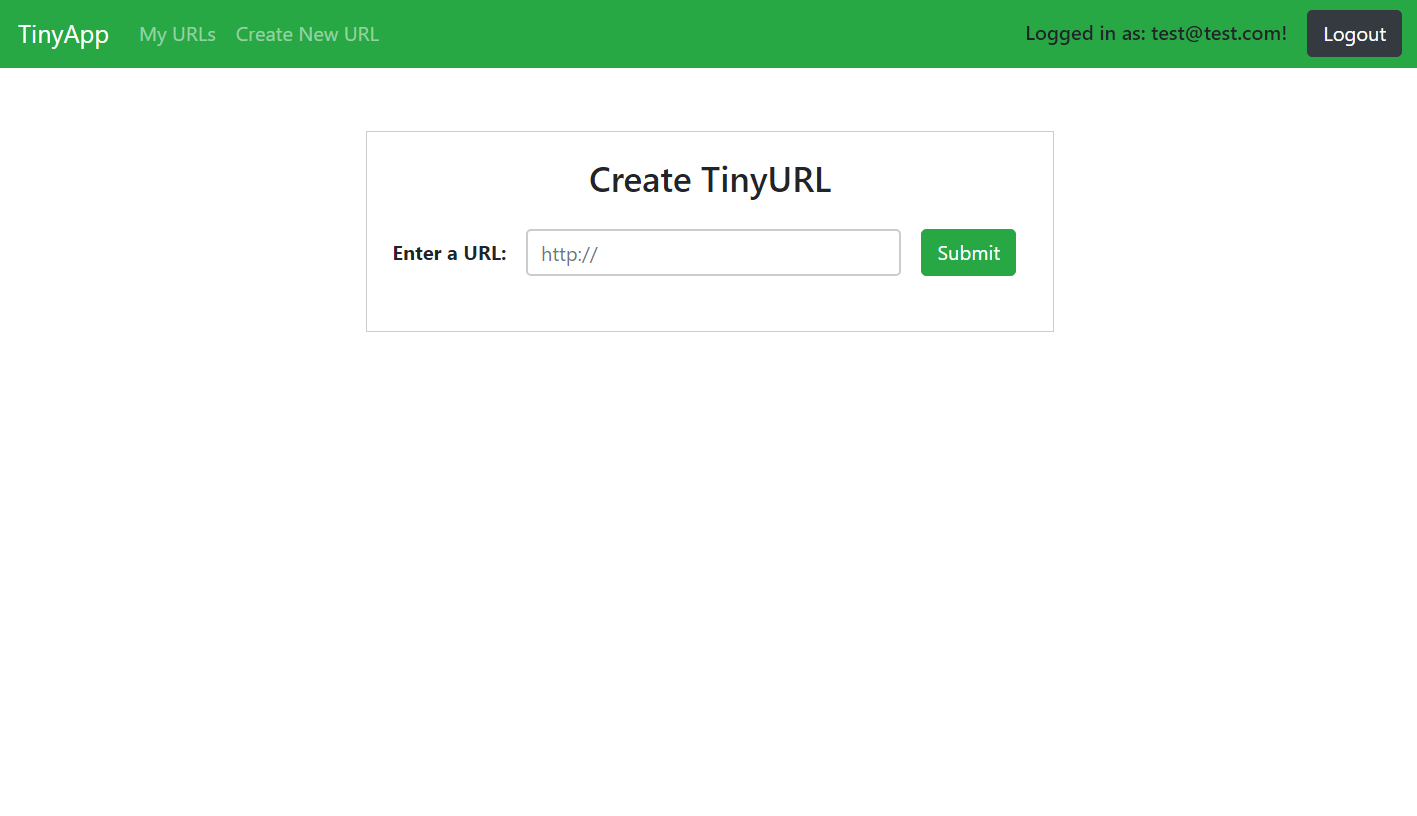 TinyApp My URLs Create New URL Logged in as: test@test.com! Logout
Create TinyURL
Enter a URL: http:// Submit